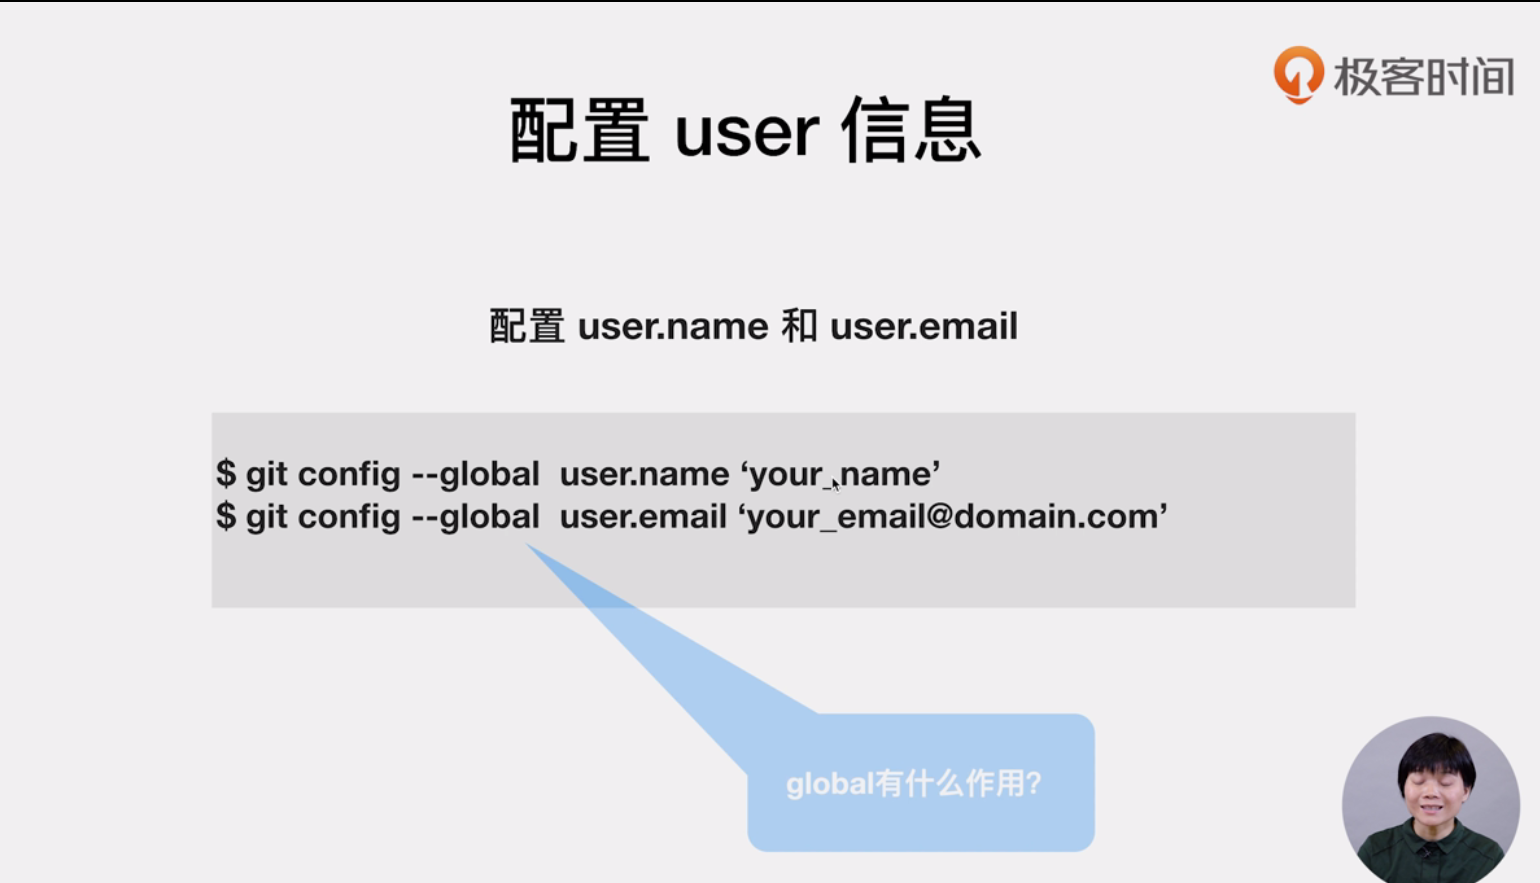 极客时间
配置 user 信息
配置 user.name 和 user.email
$ git config --global  user.name ‘your_name’
$ git config --global  user.email ‘your_email@domain.com’
global有什么作用?